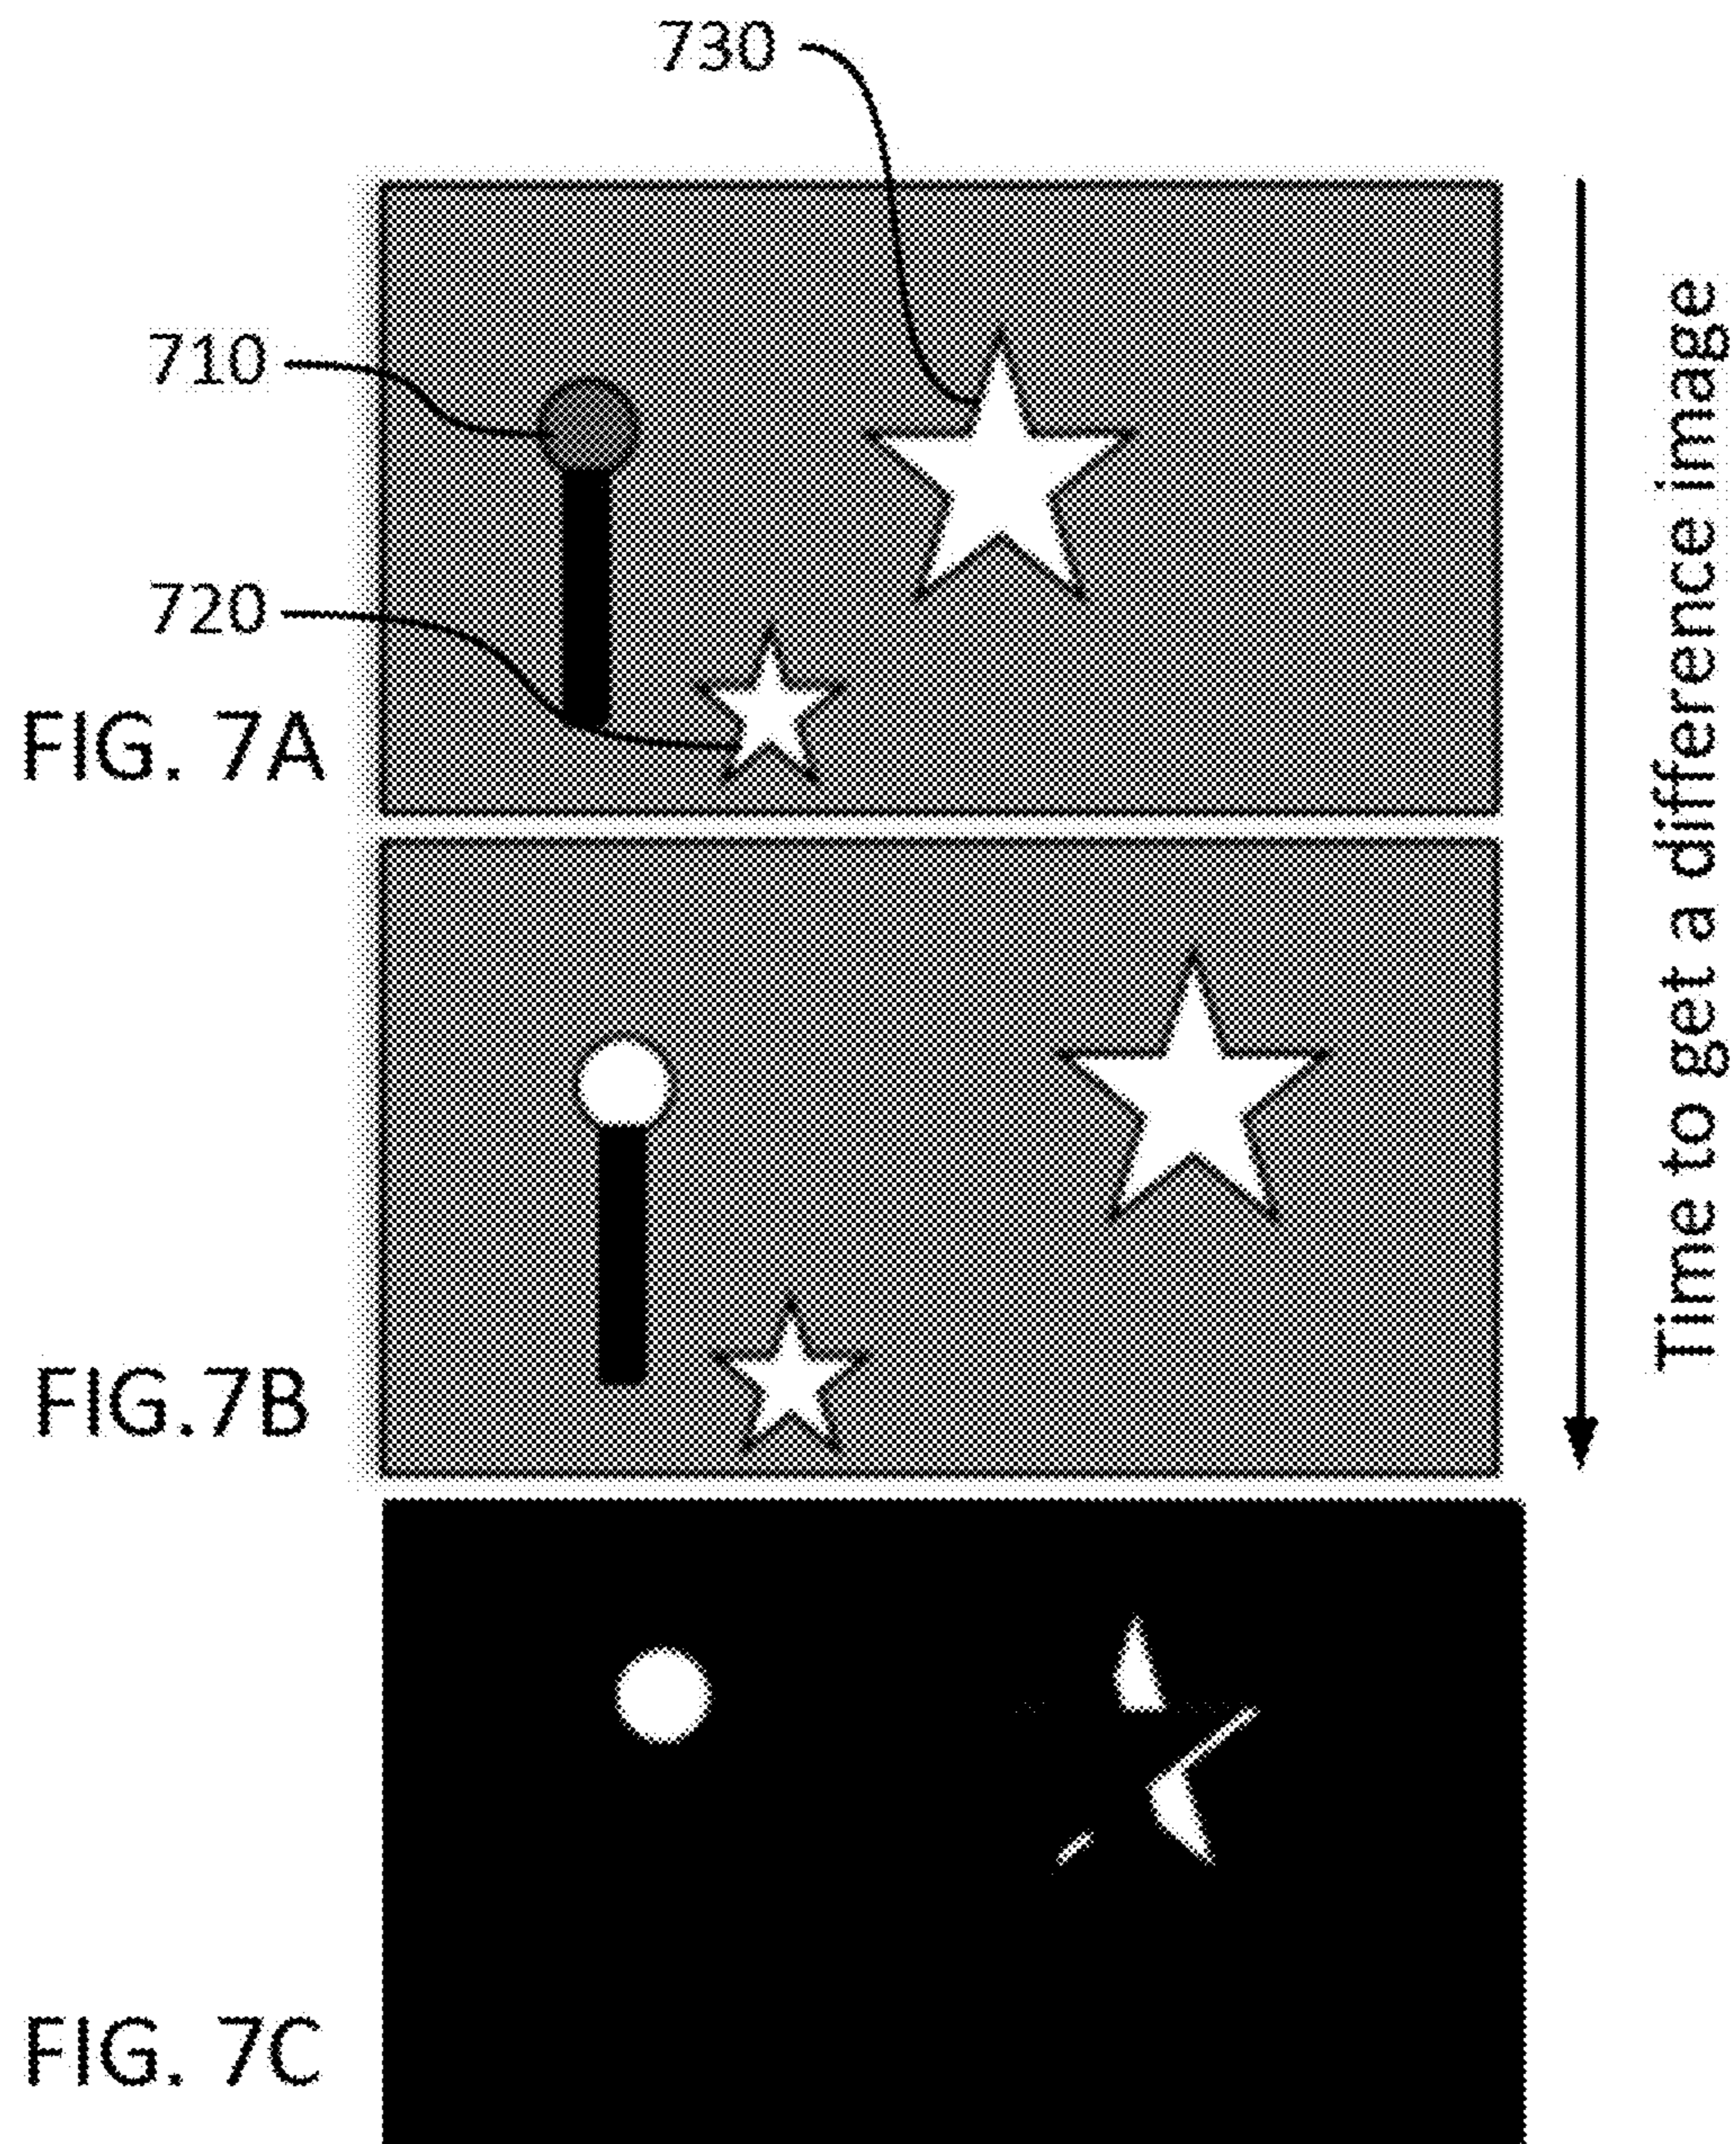 730
710
720
FIG. 7A
FIG.7B
FIG. 7C
Time to get a difference image